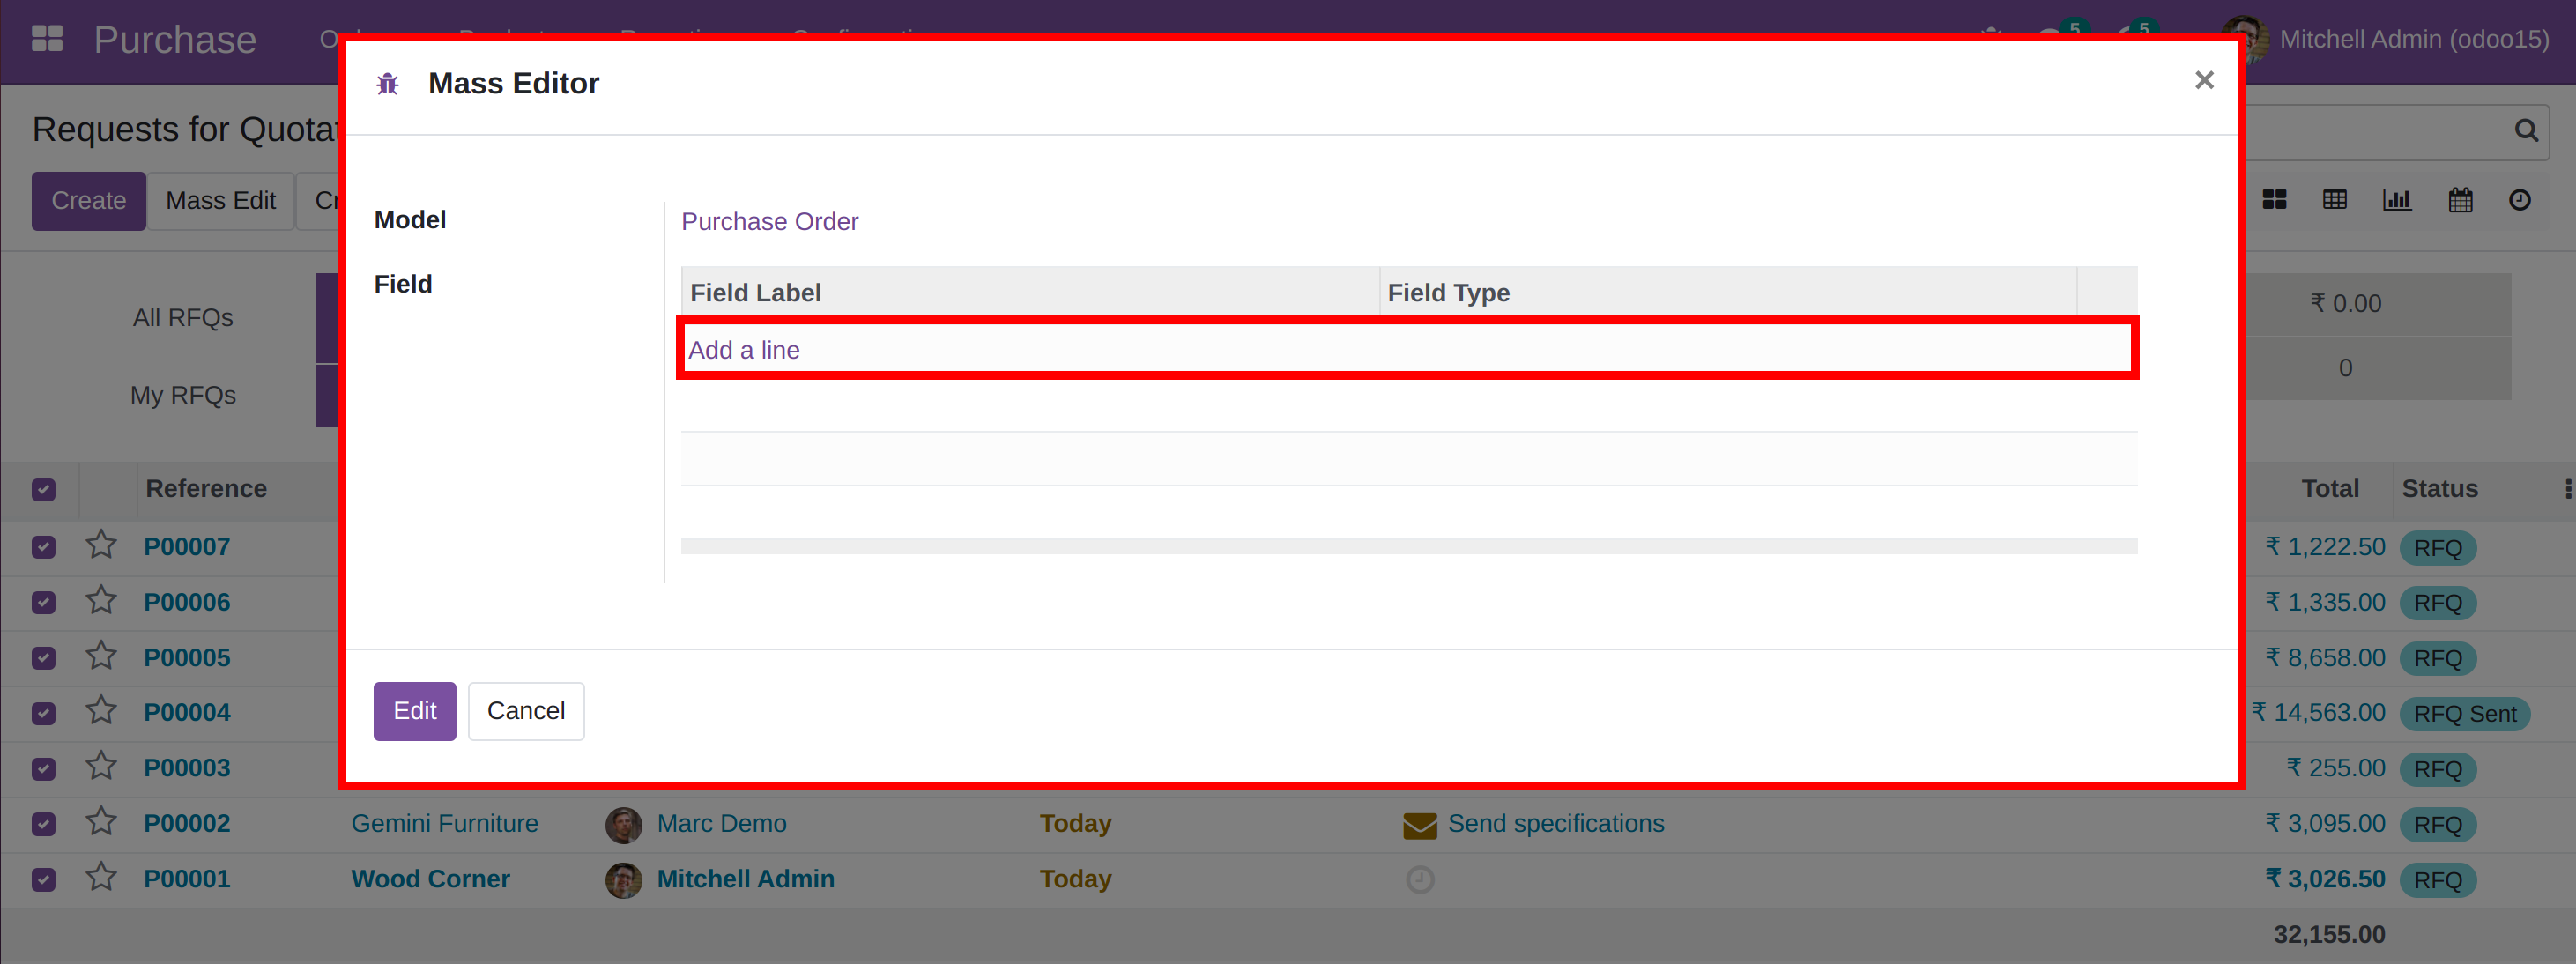 Purchase
5
5
Mitchell Admin (odoo15)
Mass Editor
×
Requests for
Create
Mass Edit
Model
Purchase Order
Field
Field Label
Field Type
Add a line
All RFQs
My RFQs
₹ 0.00
0
Edit
Cancel
Reference
Total
Status
P00007
₹ 1,222.50
RFQ
P00006
₹ 1,335.00
RFQ
P00005
₹ 8,658.00
RFQ
P00004
₹ 14,563.00
RFQ Sent
P00003
₹ 255.00
RFQ
P00002
Gemini Furniture
Marc Demo
Today
Send specifications
₹ 3,095.00
RFQ
P00001
Wood Corner
Mitchell Admin
Today
₹ 3,026.50
RFQ
32,155.00